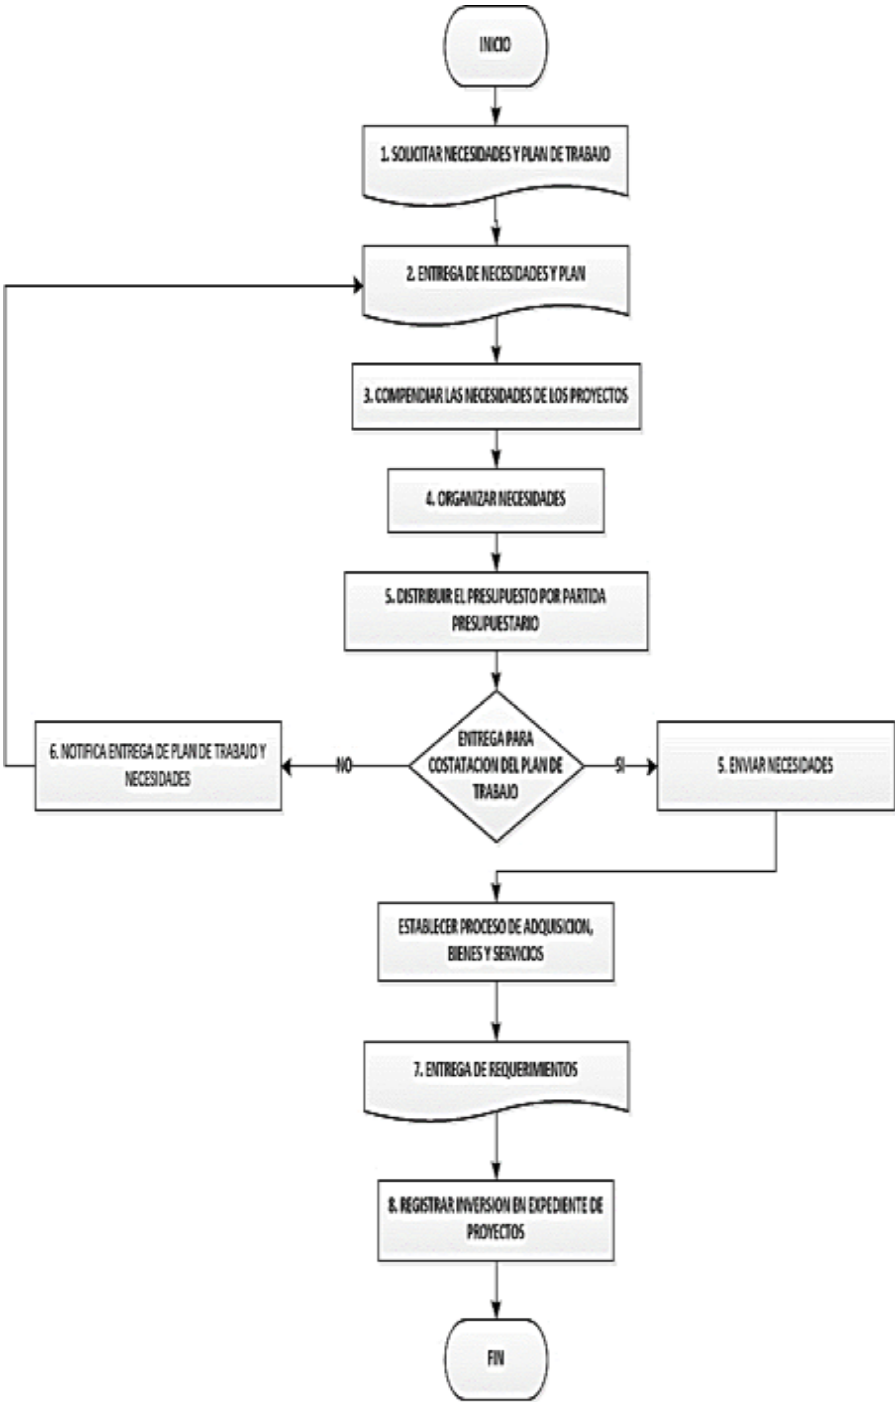 INICIO
1. SOLICITAR NECESIDADES Y PLAN DE TRABAJO
2. ENTREGA DE NECESIDADES Y PLAN
3. COMPENDIAR LAS NECESIDADES DE LOS PROYECTOS
4. ORGANIZAR NECESIDADES
5. DISTRIBUIR EL PRESUPUESTO POR PARTIDA
PRESUPUESTARIO
6. NOTIFICA ENTREGA DE PLAN DE TRABAJO Y
NECESIDADES
NO
ENTREGA PARA
COSTATACION DEL PLAN DE
TRABAJO
SI
5. ENVIAR NECESIDADES
ESTABLECER PROCESO DE ADQUISICION,
BIENES Y SERVICIOS
7. ENTREGA DE REQUERIMIENTOS
8. REGISTRAR INVERSION EN EXPEDIENTE DE
PROYECTOS
FIN